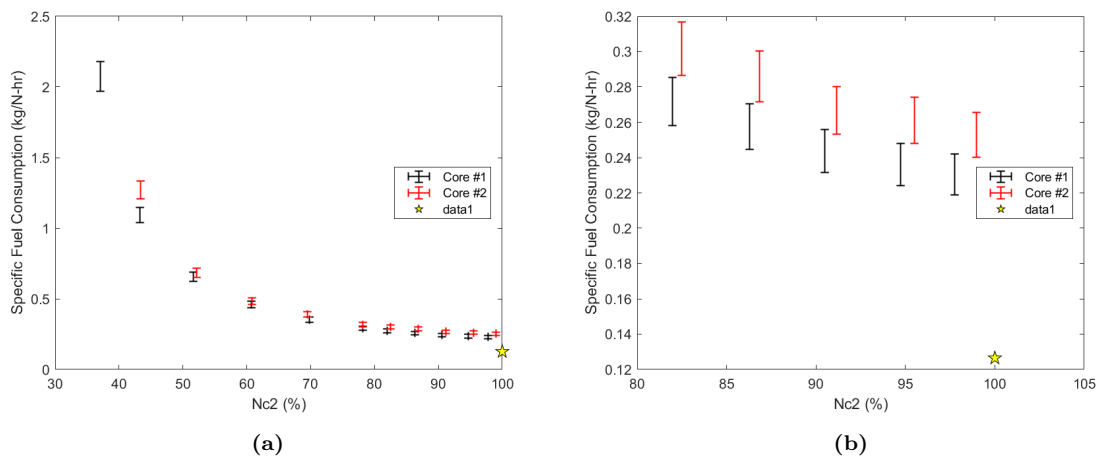 2.5
2
1.5
1
0.5
0
Specific Fuel Consumption (kg/N-hr)
30 40 50 60 70 80 90 100
Nc2 (%)
Core #1
Core #2
data1
(a)
0.32
0.3
0.28
0.26
0.24
0.22
0.2
0.18
0.16
0.14
0.12
Specific Fuel Consumption (kg/N-hr)
80 85 90 95 100 105
Nc2 (%)
Core #1
Core #2
data1
(b)